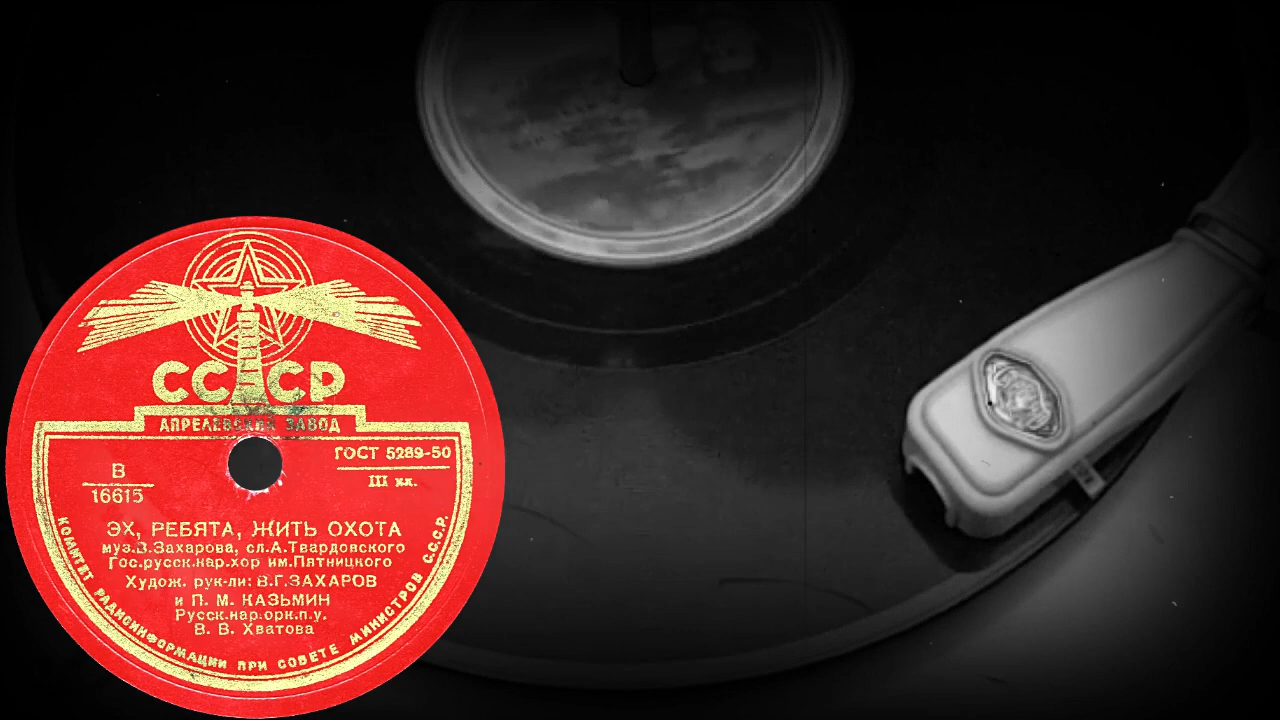 СССР
АПРЕЛЕВСКИЙ ЗАВОД
ГОСТ 5289-50
В
16615
III кл.
ЭХ, РЕБЯТА, ЖИТЬ ОХОТА
муз.В.Захарова, сл.А.Твардовского
Гос.русск.нар.хор им.Пятницкого
Худож. рук-ли: В.Г.ЗАХАРОВ
и П. М. КАЗЬМИН
Русск.нар.орк.п.у.
В. В. Хватова
КОМИТЕТ РАДИОИНФОРМАЦИИ ПРИ СОВЕТЕ МИНИСТРОВ С.С.С.Р.